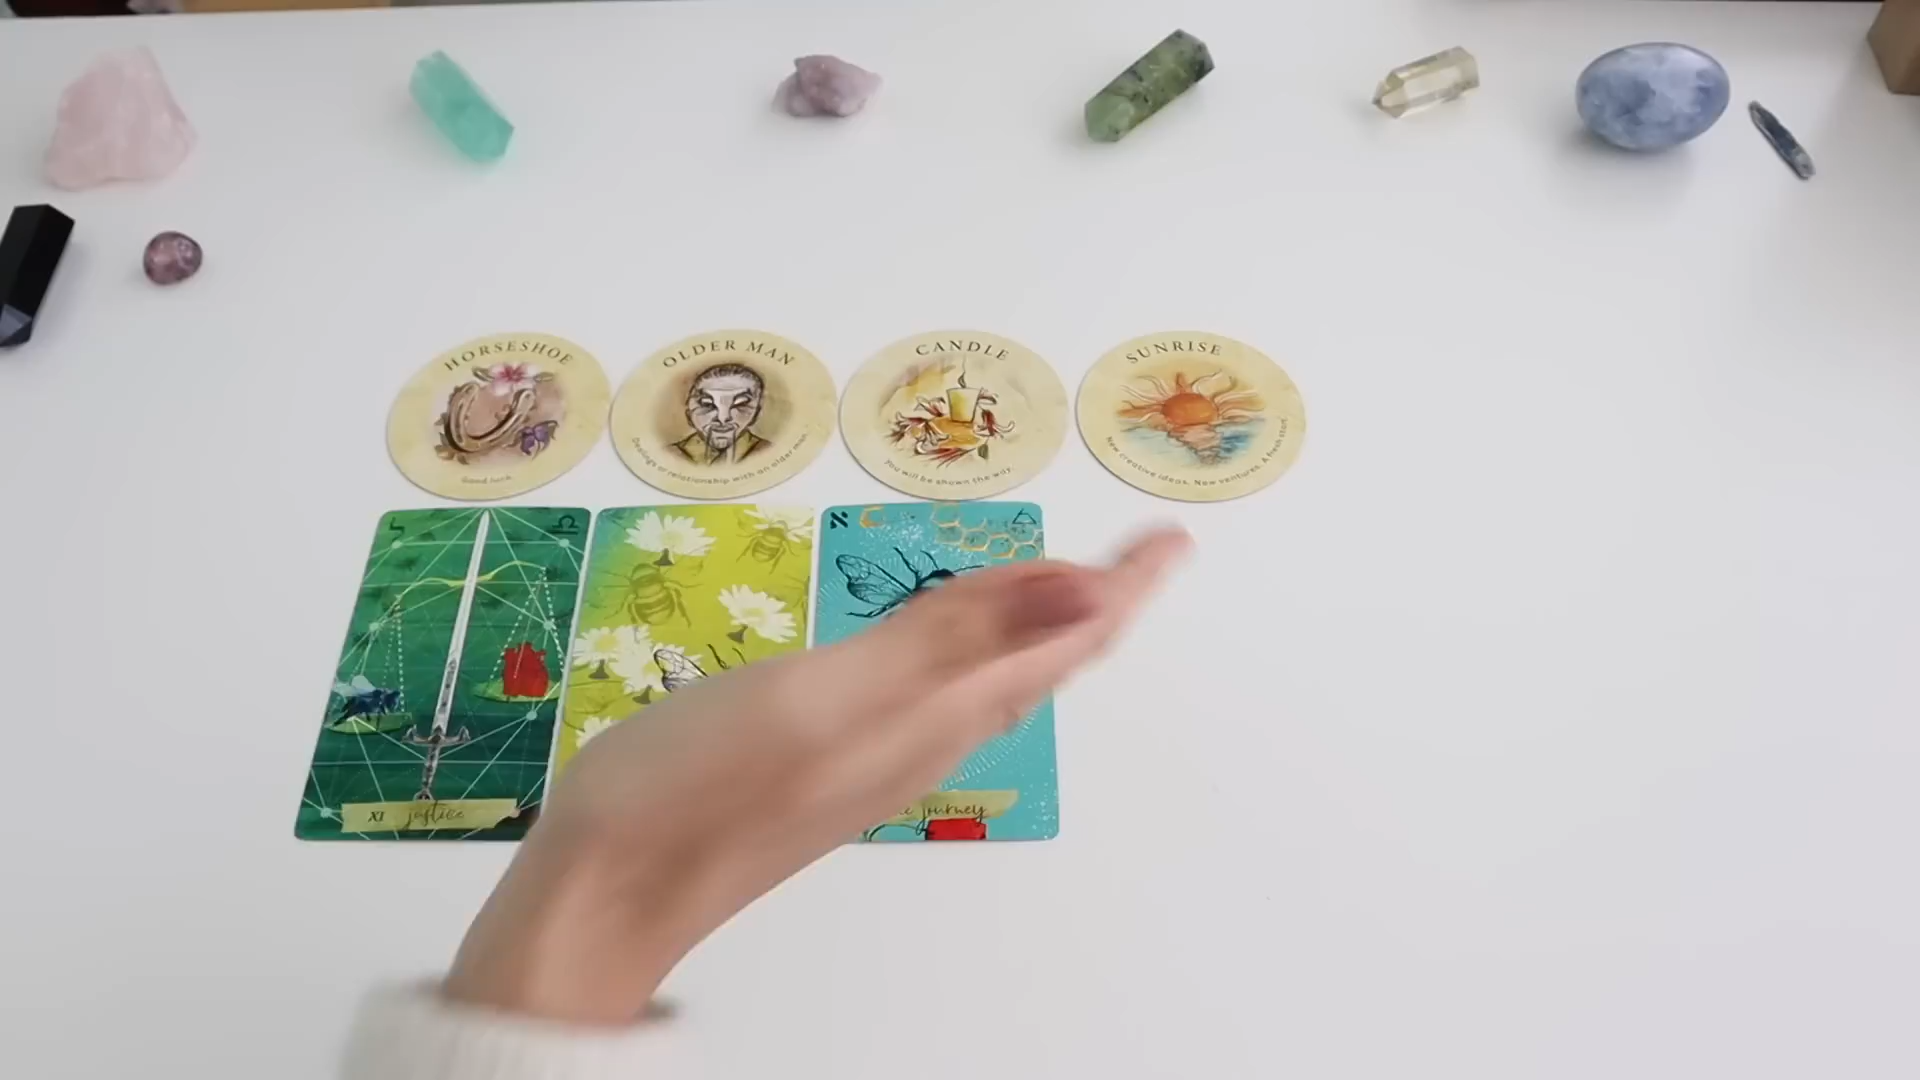 HORSESHOE
Good luck
OLDER MAN
Dealings or relationship with an older man.
CANDLE
You will be shown the way.
SUNRISE
New creative ideas. New ventures. A fresh start
XI justice
Journey